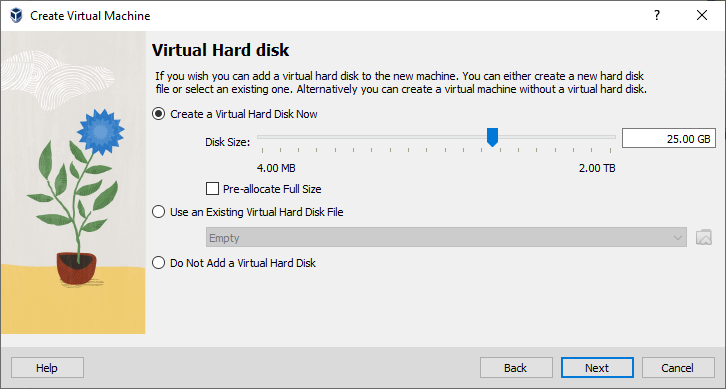 Create Virtual Machine
Virtual Hard disk
If you wish you can add a virtual hard disk to the new machine. You can either create a new hard disk
file or select an existing one. Alternatively you can create a virtual machine without a virtual hard disk.
Create a Virtual Hard Disk Now
Disk Size:
25.00 GB
4.00 MB
2.00 TB
Pre-allocate Full Size
Use an Existing Virtual Hard Disk File
Empty
Do Not Add a Virtual Hard Disk
Help
Back
Next
Cancel